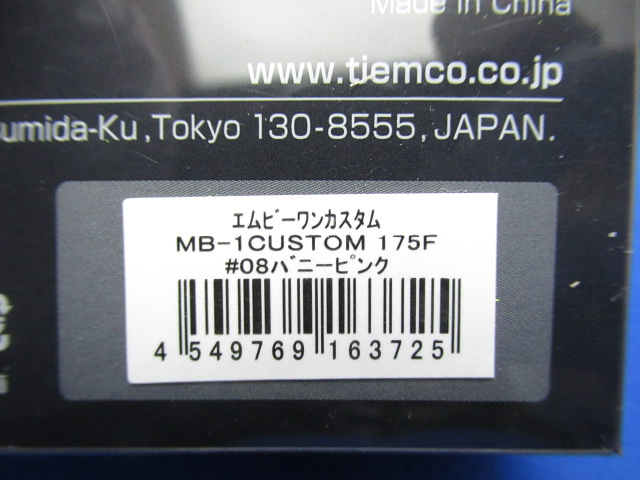 Made in China
www.tiemco.co.jp
umida-Ku,Tokyo 130-8555,JAPAN.
エムビーワンカスタム
MB-1CUSTOM 175F
#08バニーピンク
4 549769 163725